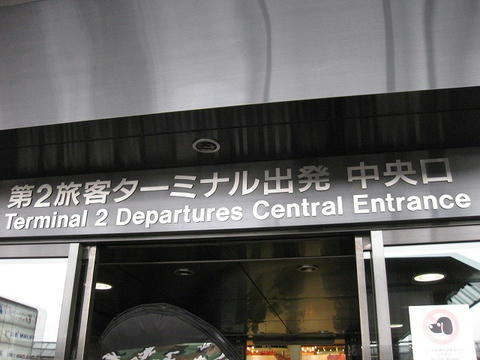 第2旅客ターミナル出発 中央口
Terminal 2 Departures Central Entrance